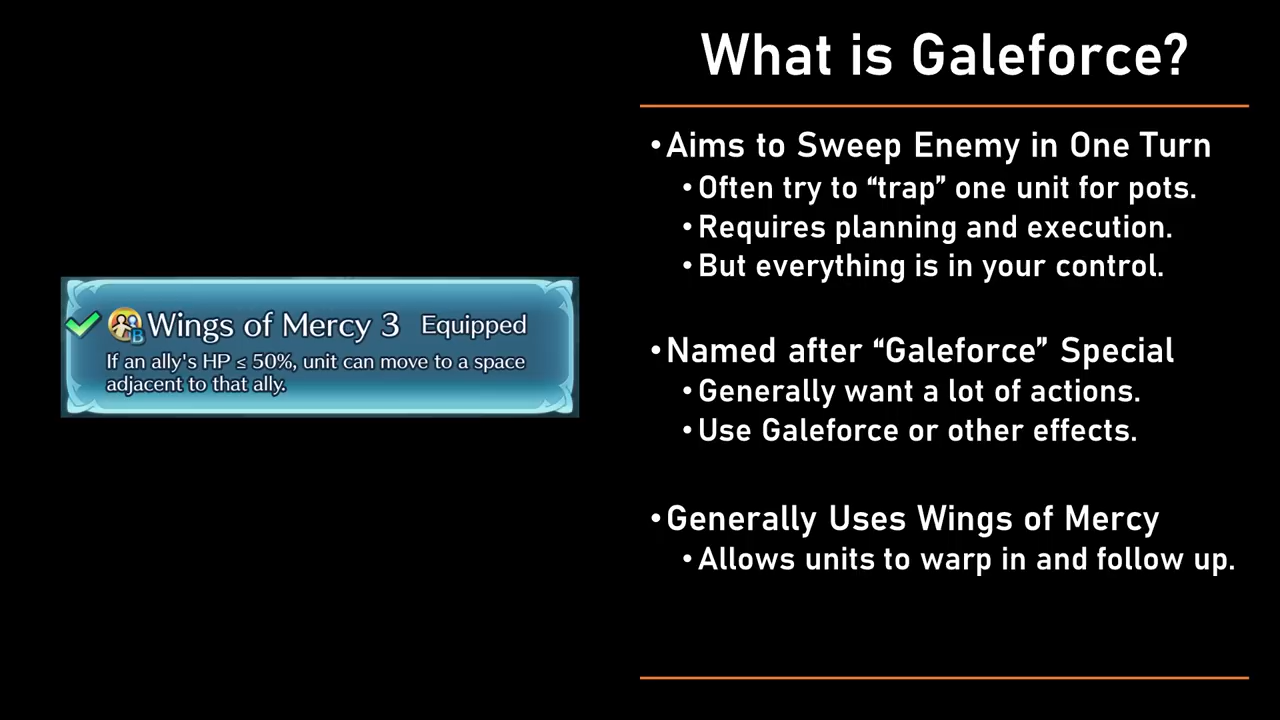 What is Galeforce?
•Aims to Sweep Enemy in One Turn
•Often try to “trap” one unit for pots.
•Requires planning and execution.
•But everything is in your control.
•Named after “Galeforce” Special
•Generally want a lot of actions.
•Use Galeforce or other effects.
•Generally Uses Wings of Mercy
•Allows units to warp in and follow up.
B
Wings of Mercy 3 Equipped
If an ally's HP ≤ 50%, unit can move to a space
adjacent to that ally.